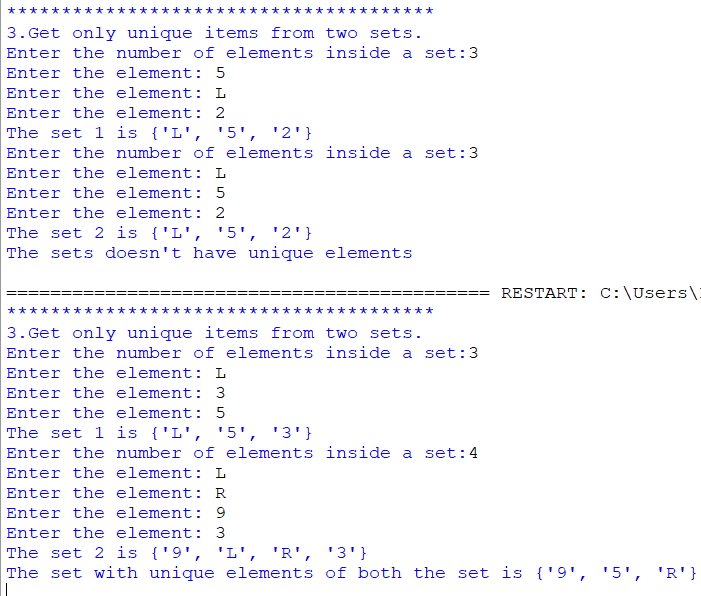 ***************************************
3.Get only unique items from two sets.
Enter the number of elements inside a set:3
Enter the element: 5
Enter the element: L
Enter the element: 2
The set 1 is {'L', '5', '2'}
Enter the number of elements inside a set:3
Enter the element: L
Enter the element: 5
Enter the element: 2
The set 2 is {'L', '5', '2'}
The sets doesn't have unique elements
============================================ RESTART: C:\Users\
***************************************
3.Get only unique items from two sets.
Enter the number of elements inside a set:3
Enter the element: L
Enter the element: 3
Enter the element: 5
The set 1 is {'L', '5', '3'}
Enter the number of elements inside a set:4
Enter the element: L
Enter the element: R
Enter the element: 9
Enter the element: 3
The set 2 is {'9', 'L', 'R', '3'}
The set with unique elements of both the set is {'9', '5', 'R'}